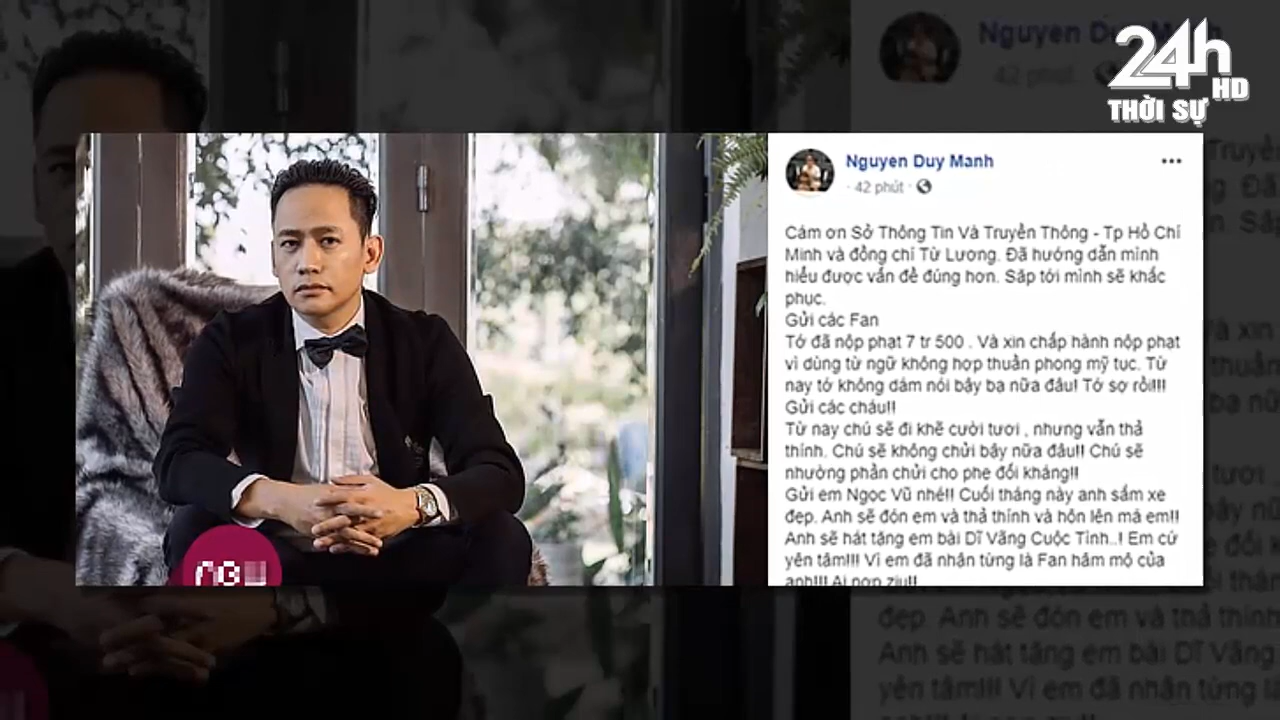 24h
HD
THỜI SỰ
Nguyen Duy Manh
42 phút
Cảm ơn Sở Thông Tin Và Truyền Thông - Tp Hồ Chí
Minh và đồng chí Từ Lương. Đã hướng dẫn mình
hiểu được vấn đề đúng hơn. Sắp tới mình sẽ khắc
phục.
Gửi các Fan
Tớ đã nộp phạt 7 tr 500 . Và xin chấp hành nộp phạt
vì dùng từ ngữ không hợp thuần phong mỹ tục. Từ
nay tớ không dám nói bậy bạ nữa đâu! Tớ sợ rồi!!!
Gửi các cháu!!
Từ nay chú sẽ đi khẽ cười tươi , nhưng vẫn thả
thính. Chú sẽ không chửi bậy nữa đâu!! Chú sẽ
nhường phần chửi cho phe đối kháng!!
Gửi em Ngọc Vũ nhé!! Cuối tháng này anh sắm xe
đẹp. Anh sẽ đón em và thả thính và hôn lên má em!!
Anh sẽ hát tặng em bài Dĩ Vãng Cuộc Tình..! Em cứ
yên tâm!!! Vì em đã nhận từng là Fan hâm mộ của
anh!!! Ai nơp ziu!!